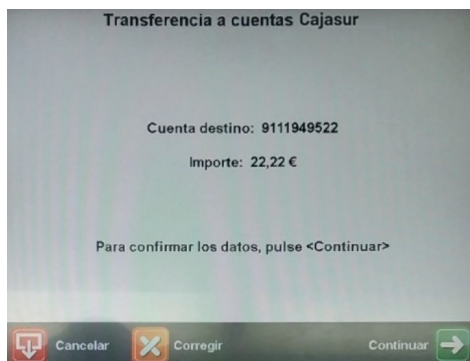 Transferencia a cuentas Cajasur
Cuenta destino: 9111949522
Importe: 22,22 €
Para confirmar los datos, pulse <Continuar>
Cancelar
Corregir
Continuar